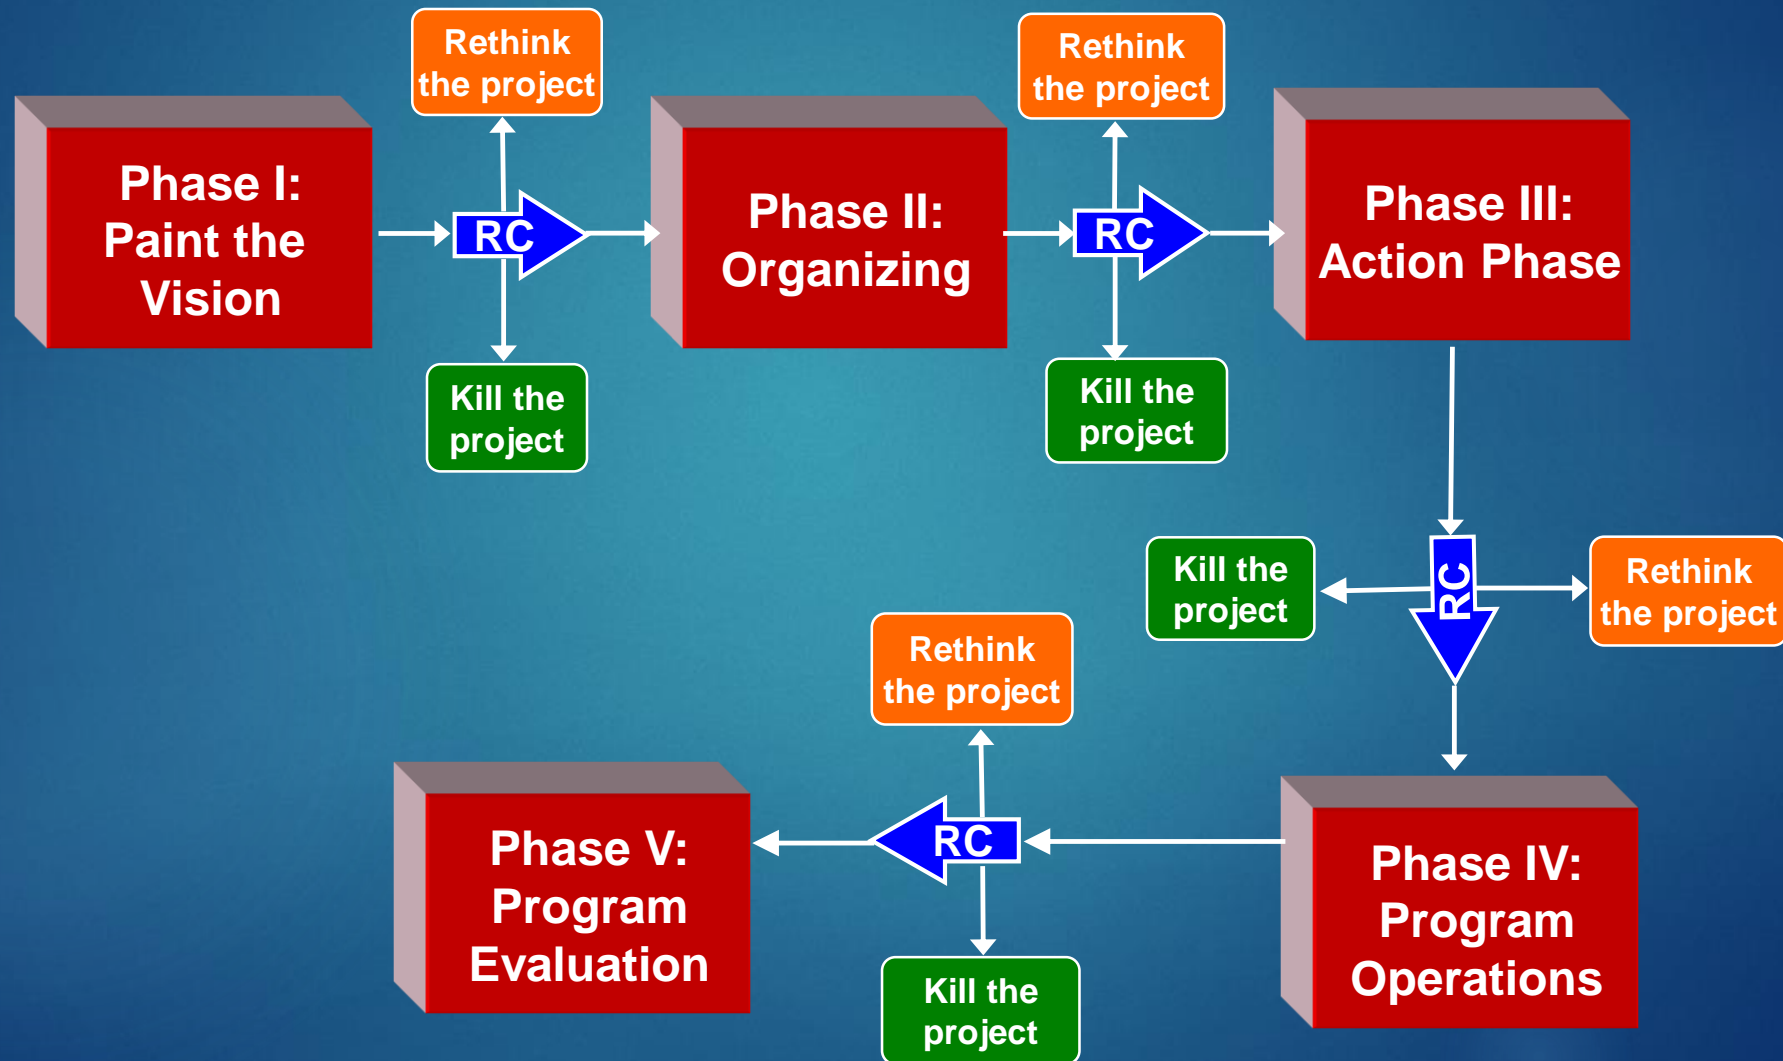 Rethink
the project
Phase I:
Paint the
Vision
RC
Kill the
project
Phase II:
Organizing
Rethink
the project
RC
Kill the
project
Phase III:
Action Phase
Kill the
project
RC
Rethink
the project
Phase IV:
Program
Operations
Rethink
the project
RC
Kill the
project
Phase V:
Program
Evaluation